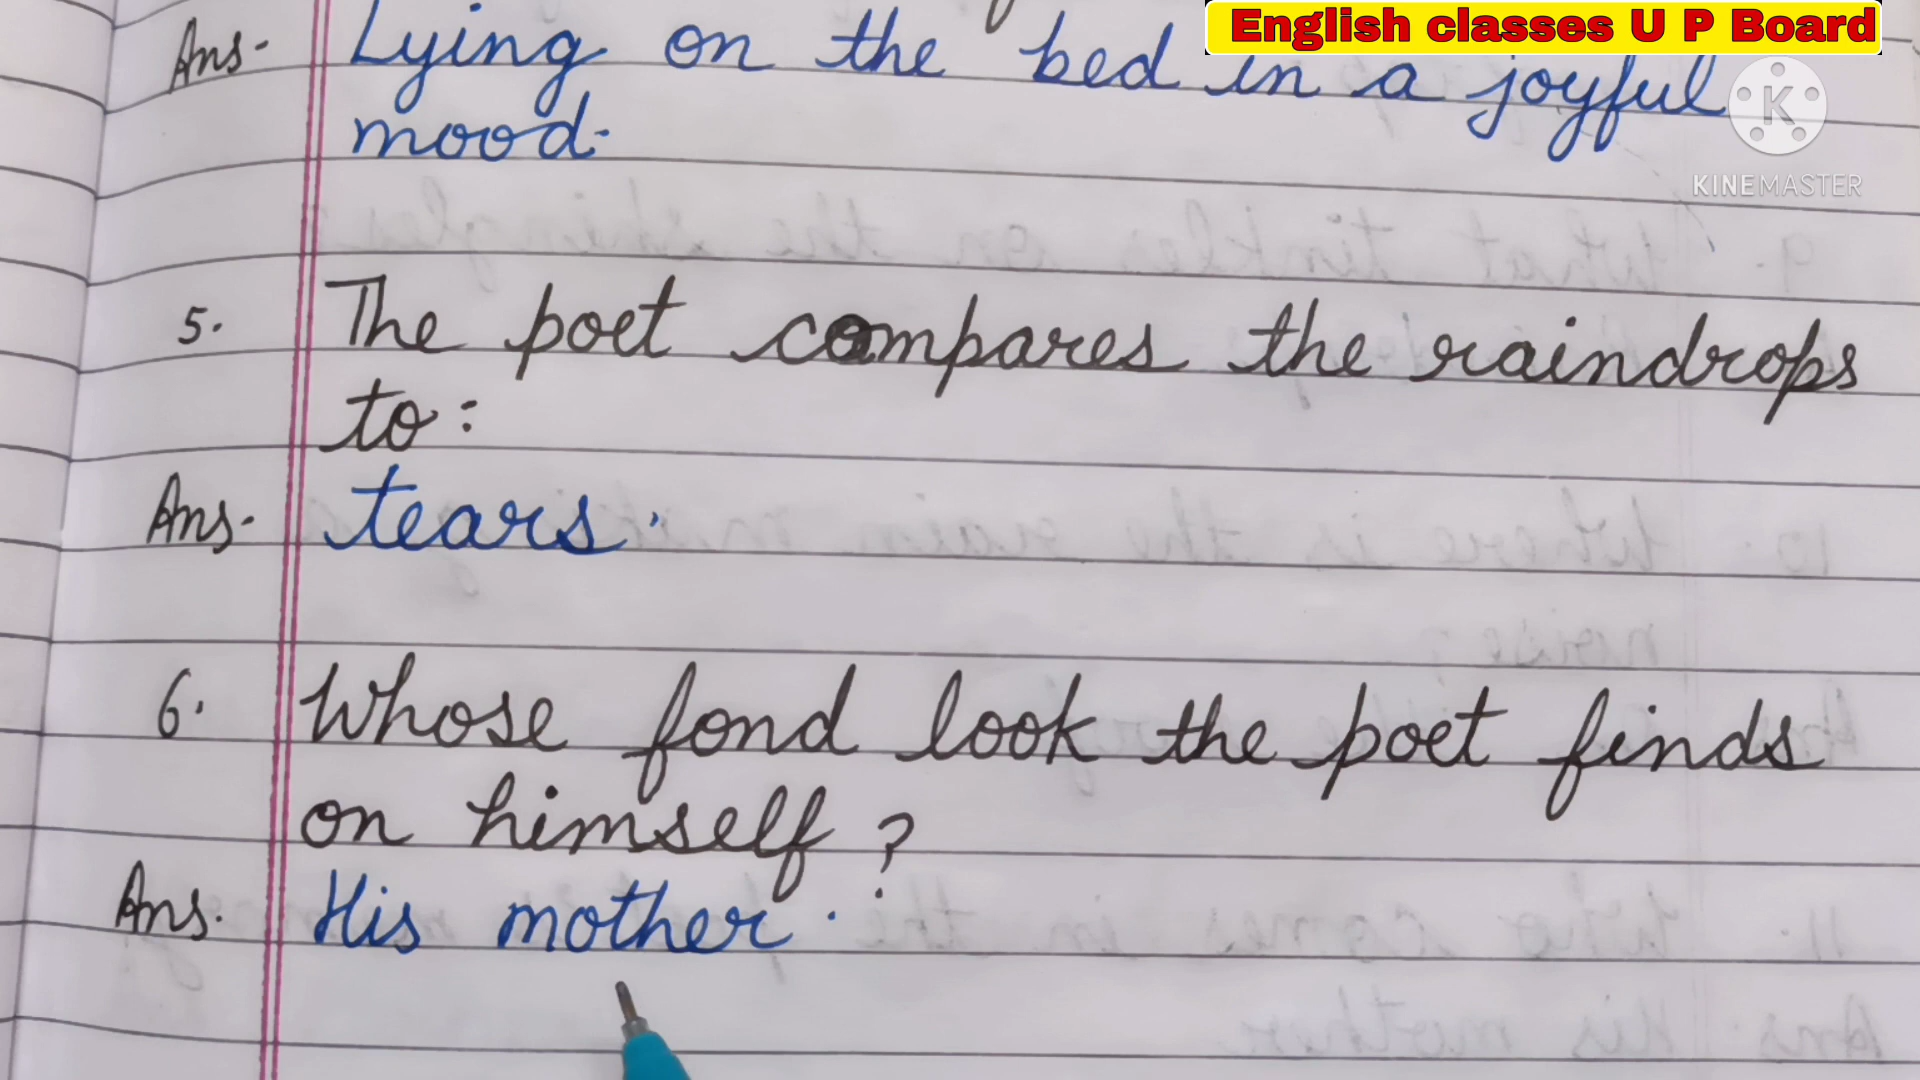 English classes U P Board
Ans. Lying on the bed in a joyful
mood.
KINEMASTER
5. The poet compares the raindrops
to:
Ans. tears.
6. Whose fond look the poet finds
on himself?
Ans. His mother.